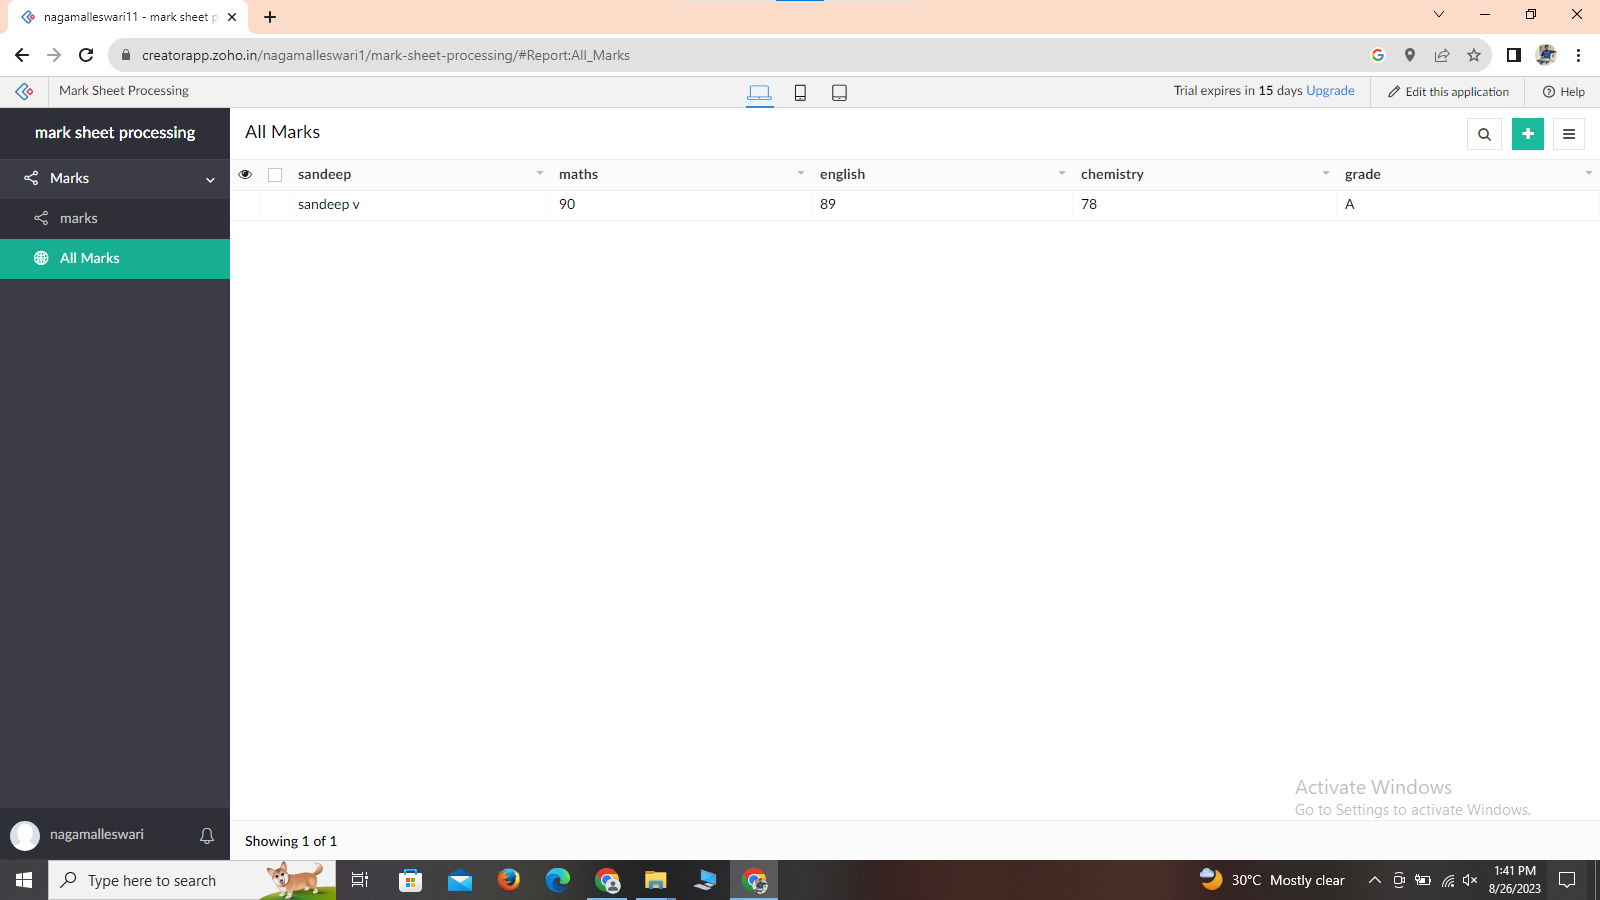 nagamalleswari11 - mark sheet p
creatorapp.zoho.in/nagamalleswari1/mark-sheet-processing/#Report:All_Marks
Mark Sheet Processing
Trial expires in 15 days Upgrade
Edit this application
Help
mark sheet processing
All Marks
Marks
marks
All Marks
sandeep maths english chemistry grade
sandeep v 90 89 78 A
Activate Windows
Go to Settings to activate Windows.
nagamalleswari
Showing 1 of 1
Type here to search
30°C Mostly clear
1:41 PM
8/26/2023